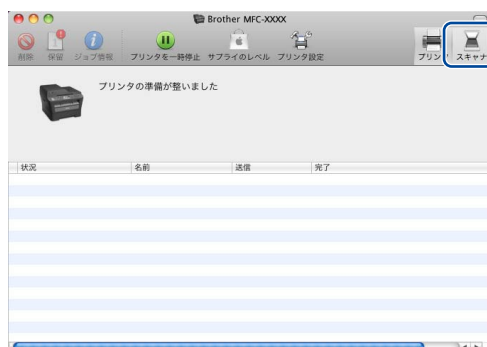 Brother MFC-XXXX
削除 保留 ジョブ情報 プリンタを一時停止 サプライのレベル プリンタ設定 プリンタ スキャナ
プリンタの準備が整いました
状況 名前 送信 完了